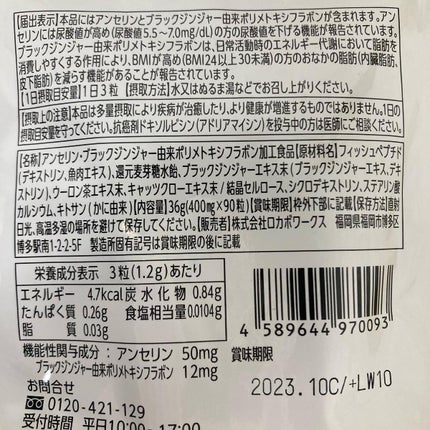 【届出表示】本品にはアンセリンとブラックジンジャー由来ポリメトキシフラボンが含まれます。アン
セリンには尿酸値が高め(尿酸値5.5～7.0mg/dL)の方の尿酸値を下げる機能が報告されています。
ブラックジンジャー由来ポリメトキシフラボンは、日常活動時のエネルギー代謝において脂肪を
消費しやすくする作用により、BMIが高め(BMI24以上30未満)の方のおなかの脂肪(内臓脂肪、
皮下脂肪)を減らす機能があることが報告されています。
【1日摂取目安量】1日3粒 【摂取方法】水又はぬるま湯などでお召し上がりください。
【摂取上の注意】本品は多量摂取により疾病が治癒したり、より健康が増進するものではありません。1日の
摂取目安量を守ってください。抗癌剤ドキソルビシン(アドリアマイシン)を投与中の方は医師にご相談ください。
【名称】アンセリン・ブラックジンジャー由来ポリメトキシフラボン加工食品【原材料名】フィッシュペプチド
(デキストリン、魚肉エキス)、還元麦芽糖水飴、ブラックジンジャーエキス末(ブラックジンジャーエキス、デキ
ストリン)、ウーロン茶エキス末、キャッツクローエキス末/結晶セルロース、シクロデキストリン、ステアリン酸
カルシウム、キトサン(かに由来)【内容量】36g(400mg×90粒)【賞味期限】枠外下部に記載【保存方法】直射
日光、高温多湿の場所を避けて保存してください。【販売者】株式会社ロカボワークス 福岡県福岡市博多区
博多駅南1-2-25F 製造所固有記号は賞味期限の後に記載
栄養成分表示 3粒(1.2g)あたり
エネルギー 4.7kcal 炭水化物 0.84g
たんぱく質 0.26g 食塩相当量 0.0104g
脂質 0.03g
機能性関与成分: アンセリン 50mg
ブラックジンジャー由来ポリメトキシフラボン 12mg
4 589644 970093
賞味期限
2023.10C/+LW10
お問合せ
0120-421-129
受付時間 平日10:00-17:00